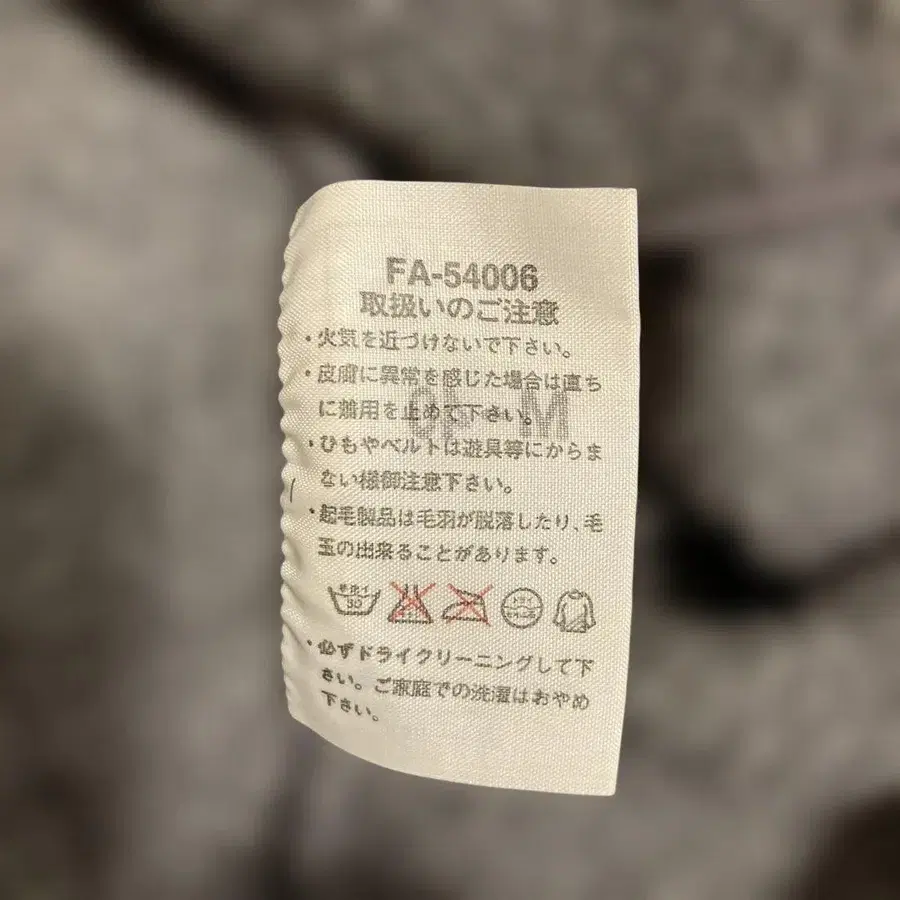 FA-54006
取扱いのご注意
・火気を近づけないで下さい。
・皮膚に異常を感じた場合は直ち
に着用を止めて下さい。
・ひもやベルトは遊具等にからま
ない様御注意下さい。
・起毛製品は毛羽が脱落したり、毛
玉の出来ることがあります。
手洗イ
30
・必ずドライクリーニングして下
さい。ご家庭での洗濯はおやめ
下さい。